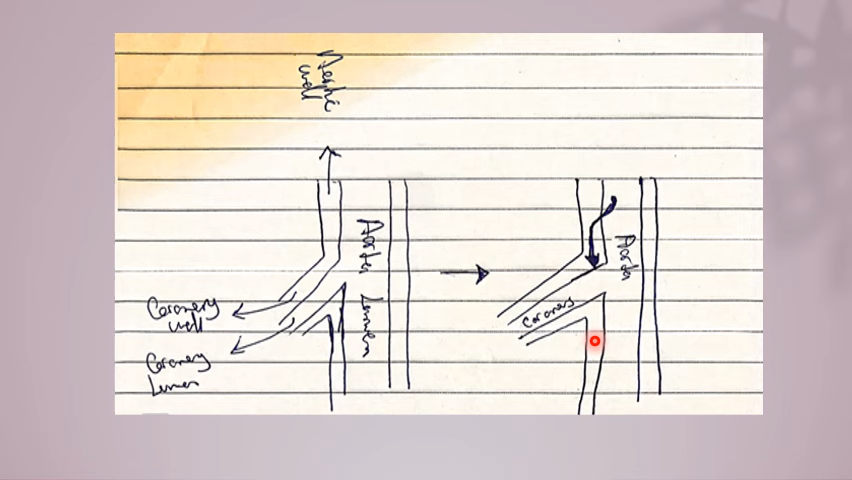 Aortic
wall
Aorta Lumen
Coronary
wall
Coronary
Lumen
Aorta
Coronary